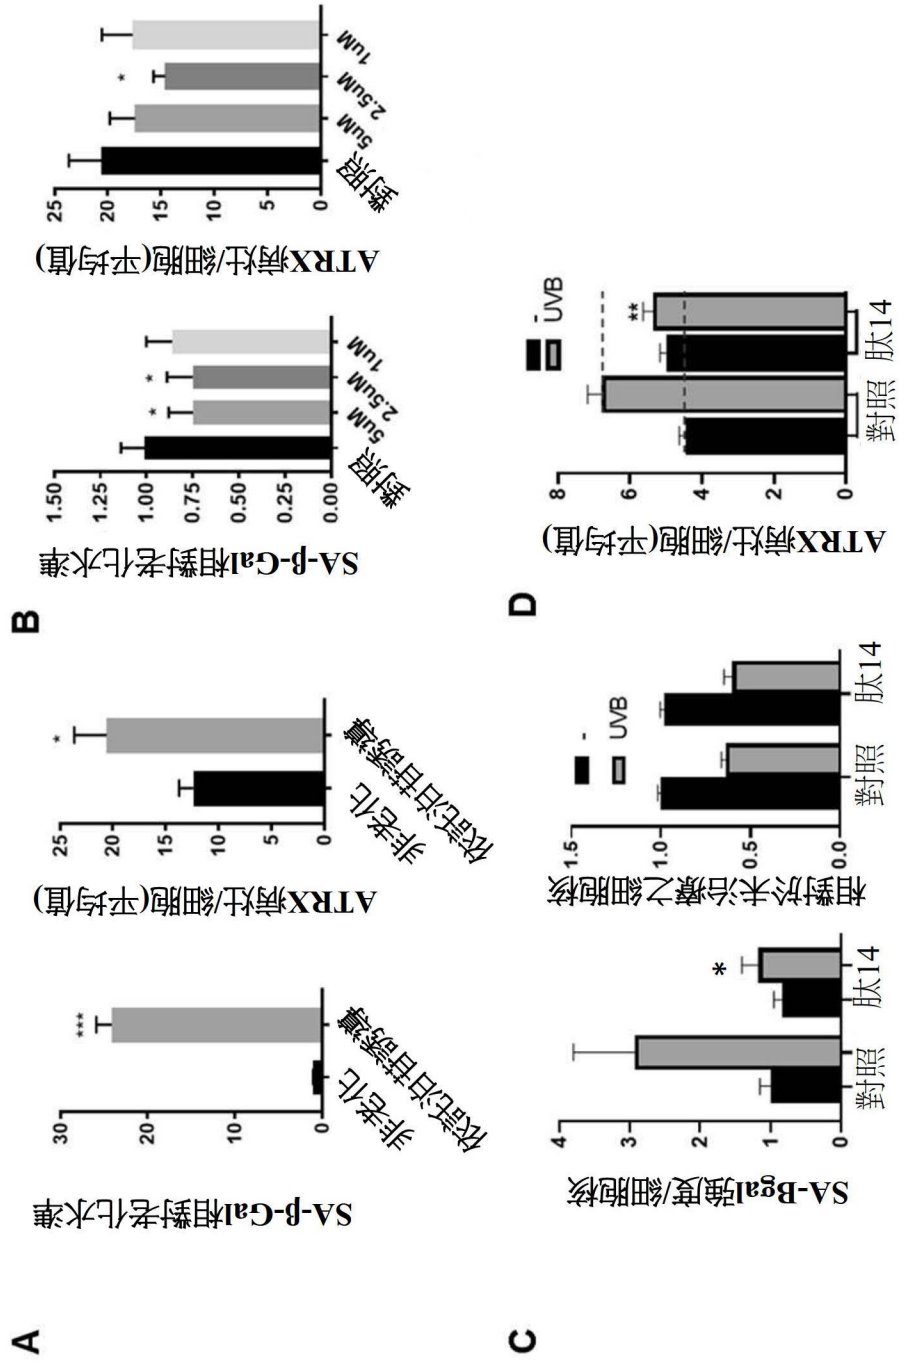 A
SA-β-Gal相對老化水準
30
20
10
0
***
非老化
依託泊苷誘導
ATRX病灶/細胞(平均值)
25
20
15
10
5
0
*
非老化
依託泊苷誘導
B
SA-β-Gal相對老化水準
1.50
1.25
1.00
0.75
0.50
0.25
0.00
*
*
對照
5uM
2.5uM
1uM
ATRX病灶/細胞(平均值)
25
20
15
10
5
0
*
對照
5uM
2.5uM
1uM
C
SA-Bgal強度/細胞核
4
3
2
1
0
*
對照
肽14
相對於未治療之細胞核
1.5
1.0
0.5
0.0
-
UVB
對照
肽14
D
ATRX病灶/細胞(平均值)
8
6
4
2
0
-
UVB
**
對照
肽14